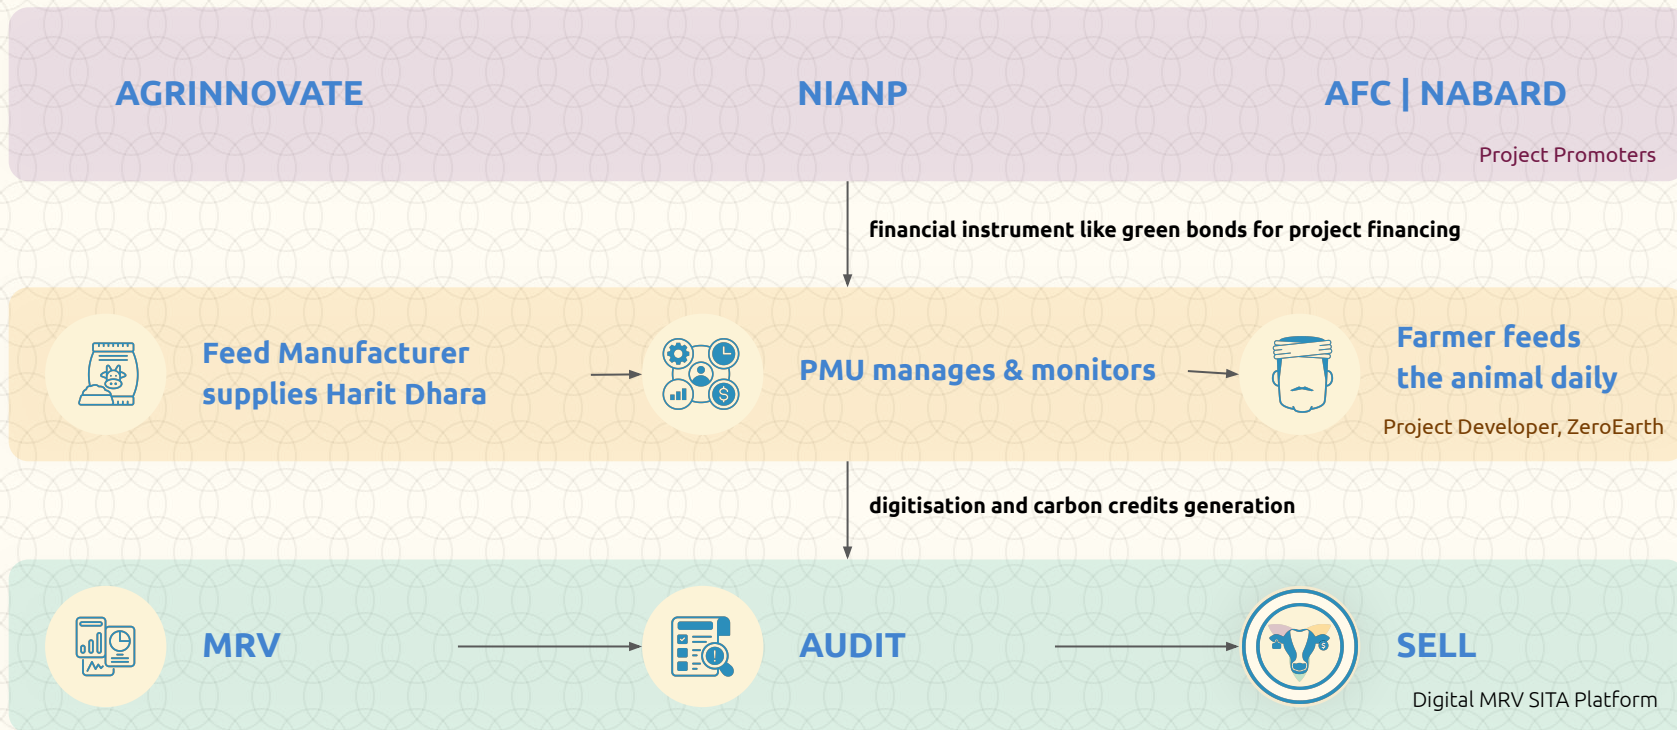 AGRINNOVATE
NIANP
AFC | NABARD
Project Promoters
financial instrument like green bonds for project financing
Feed Manufacturer
supplies Harit Dhara
PMU manages & monitors
Farmer feeds
the animal daily
Project Developer, ZeroEarth
digitisation and carbon credits generation
MRV
AUDIT
SELL
Digital MRV SITA Platform